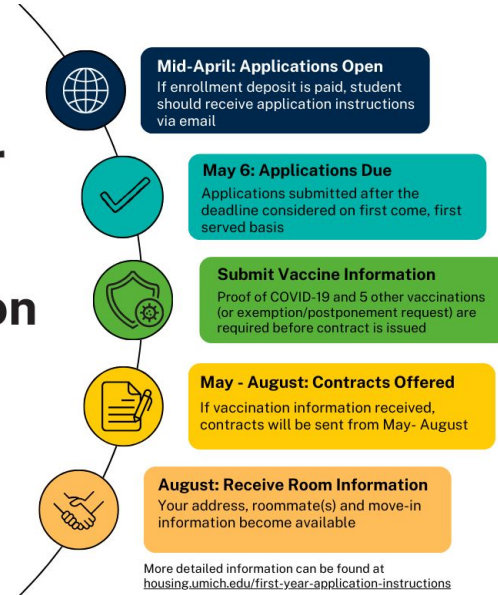 Mid-April: Applications Open
If enrollment deposit is paid, student
should receive application instructions
via email
May 6: Applications Due
Applications submitted after the
deadline considered on first come, first
served basis
on
Submit Vaccine Information
Proof of COVID-19 and 5 other vaccinations
(or exemption/postponement request) are
required before contract is issued
May - August: Contracts Offered
If vaccination information received,
contracts will be sent from May- August
August: Receive Room Information
Your address, roommate(s) and move-in
information become available
More detailed information can be found at
housing.umich.edu/first-year-application-instructions